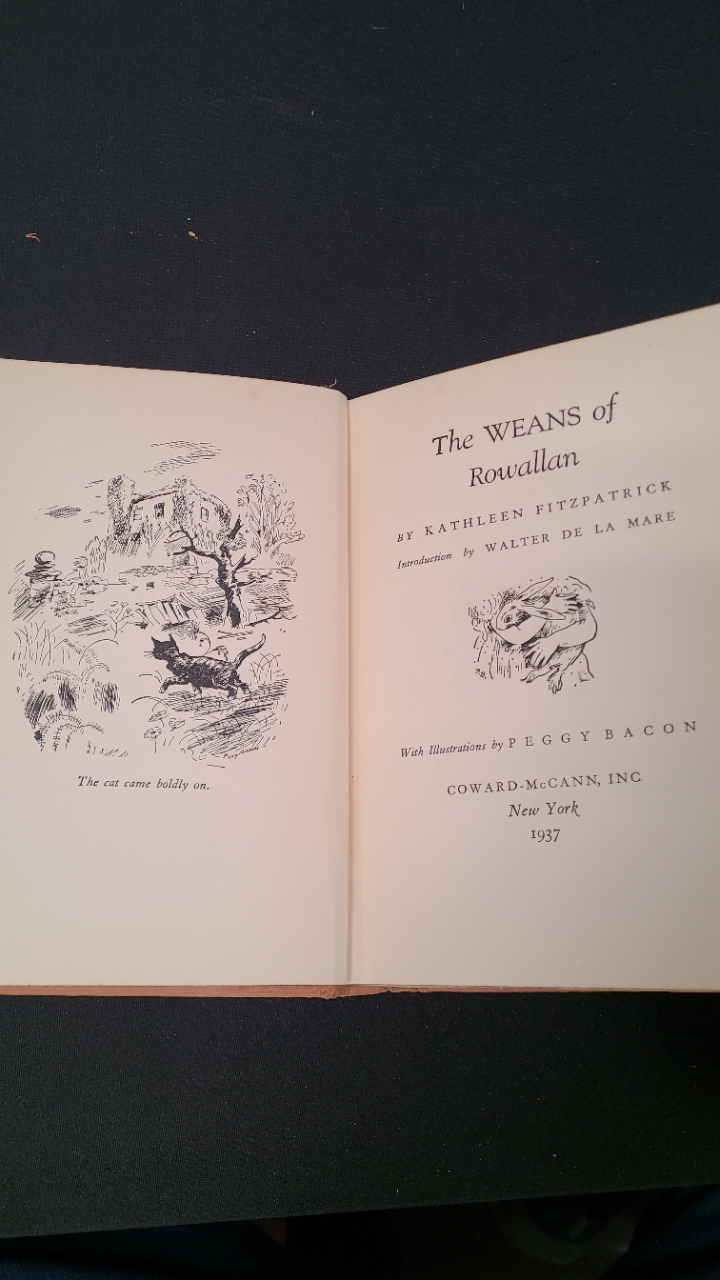 The cat came boldly on.
The WEANS of
Rowallan
BY KATHLEEN FITZPATRICK
Introduction by WALTER DE LA MARE
With Illustrations by PEGGY BACON
COWARD-McCANN, INC
New York
1937